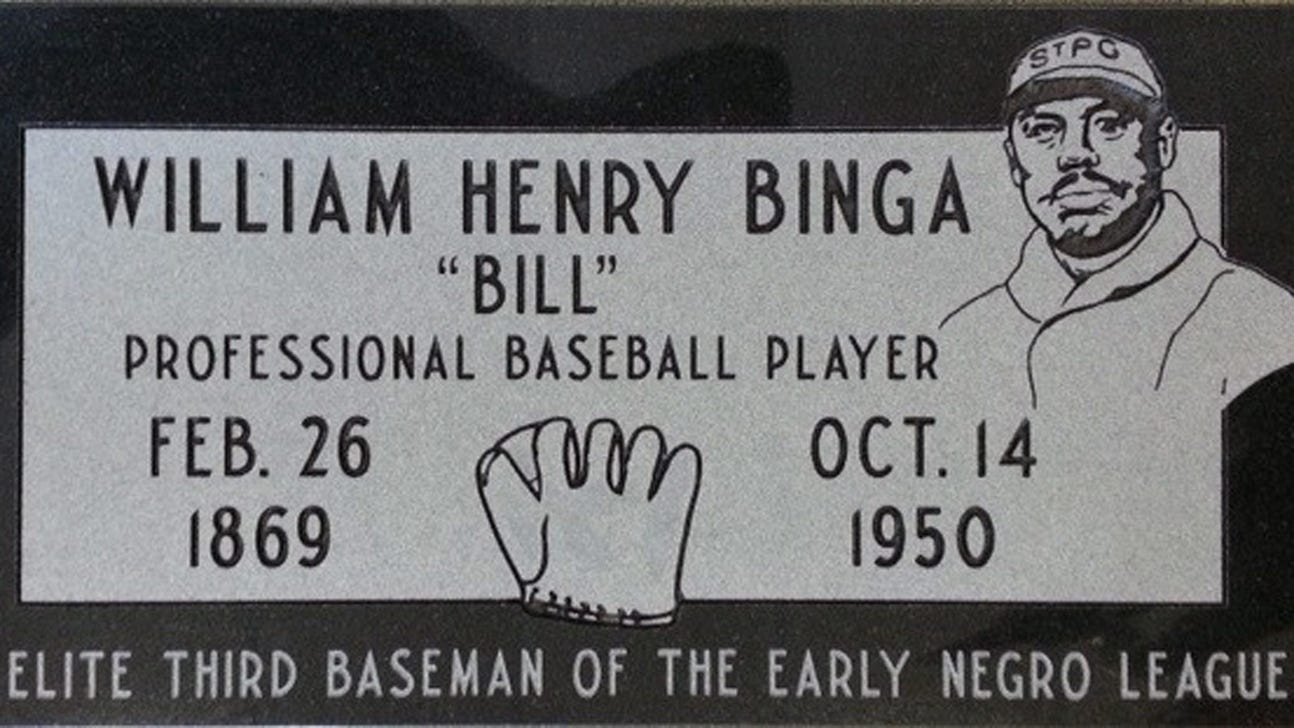 STPG
WILLIAM HENRY BINGA
"BILL"
PROFESSIONAL BASEBALL PLAYER
FEB. 26 OCT. 14
1869 1950
ELITE THIRD BASEMAN OF THE EARLY NEGRO LEAGUE